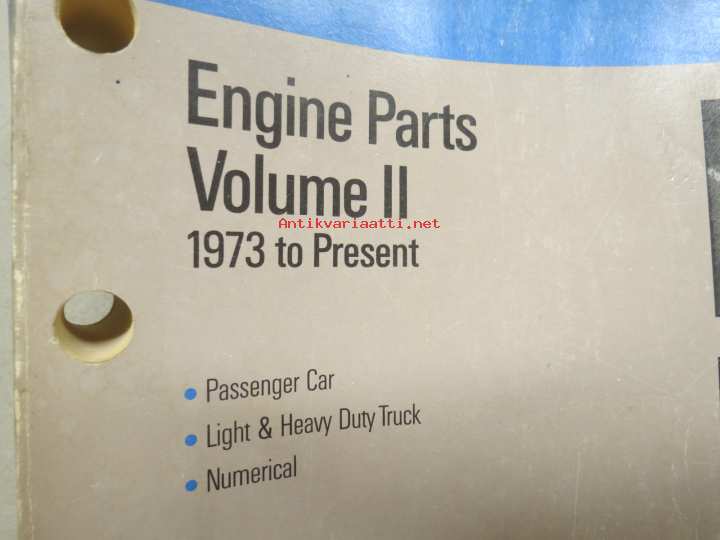 Engine Parts
Volume II
Antikvariaatti.net
1973 to Present
• Passenger Car
• Light & Heavy Duty Truck
• Numerical